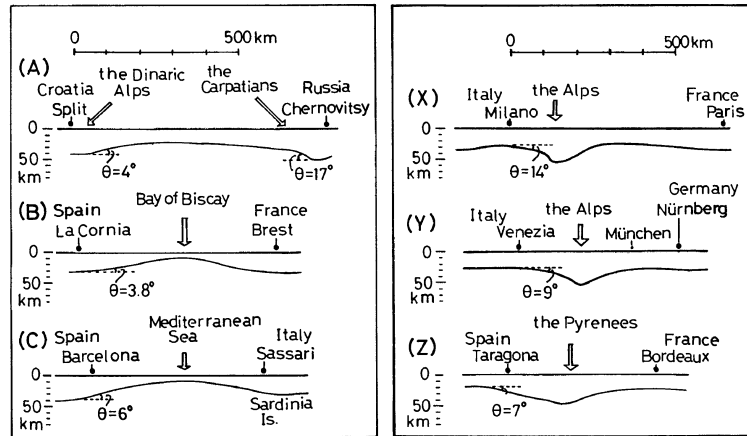 0 500km
(A) the Dinaric Alps the Carpatians
Croatia Split Russia Chernovitsy
0
50
km
θ=4° θ=17°
(B) Spain Bay of Biscay France
La Cornia Brest
0
50
km
θ=3.8°
(C) Spain Mediterranean Sea Italy
Barcelona Sassari
0
50
km
θ=6° Sardinia Is.
0 500km
(X) Italy the Alps France
Milano Paris
0
50
km
θ=14°
(Y) Italy the Alps Germany
Venezia München Nürnberg
0
50
km
θ=9°
the Pyrenees
(Z) Spain France
Taragona Bordeaux
0
50
km
θ=7°